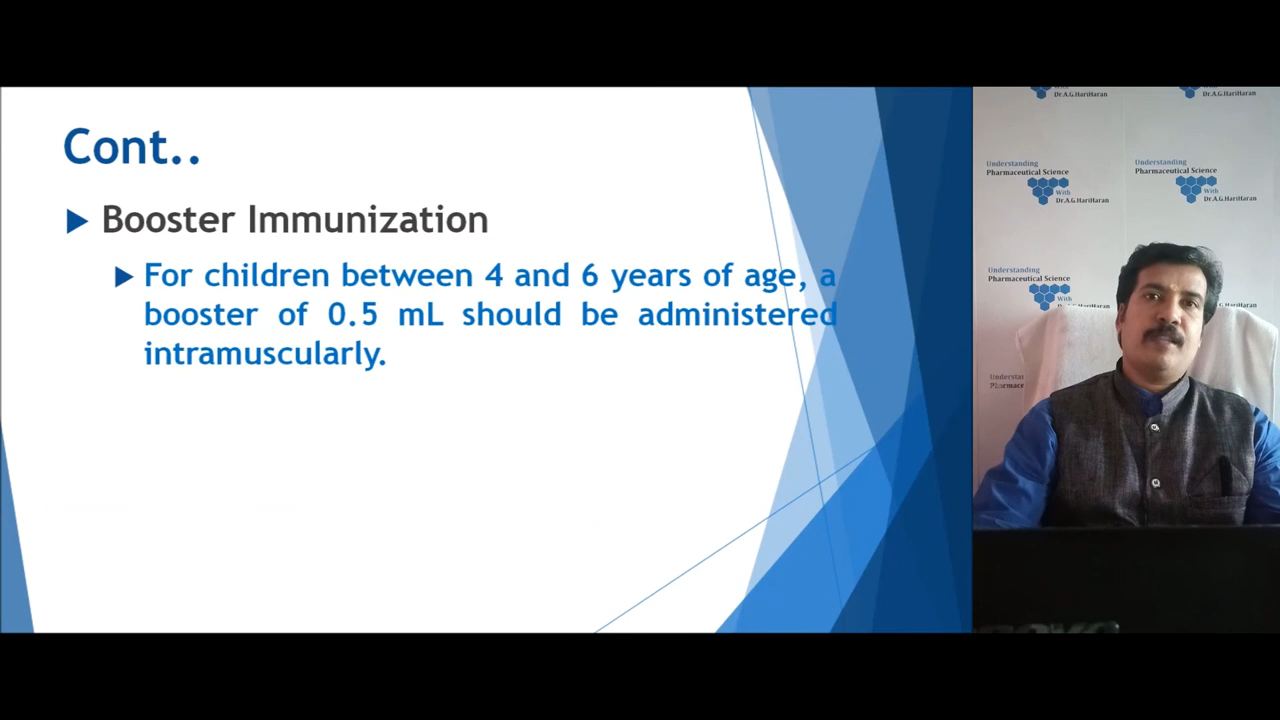 Cont..
Booster Immunization
For children between 4 and 6 years of age, a
booster of 0.5 mL should be administered
intramuscularly.
With
Dr.A.G.HariHaran
Dr.A.G.HariHaran
Understanding
Pharmaceutical Science
With
Dr.A.G.HariHaran
Understanding
Pharmaceutical Science
With
Dr.A.G.HariHaran
Understanding
Pharmaceutical Science
With